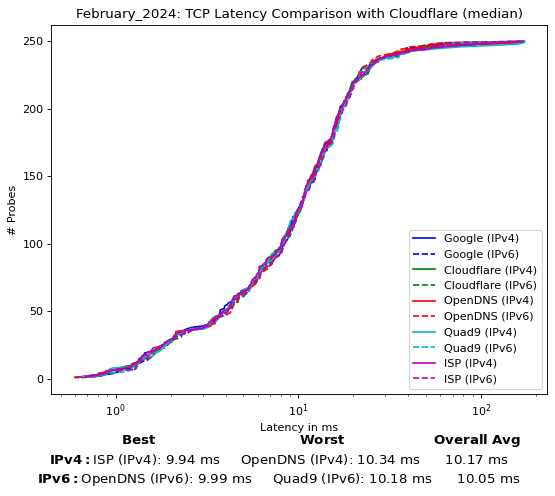 February_2024: TCP Latency Comparison with Cloudflare (median)
250
200
150
100
50
0
# Probes
10⁰ 10¹ 10²
Latency in ms
Google (IPv4)
Google (IPv6)
Cloudflare (IPv4)
Cloudflare (IPv6)
OpenDNS (IPv4)
OpenDNS (IPv6)
Quad9 (IPv4)
Quad9 (IPv6)
ISP (IPv4)
ISP (IPv6)
Best Worst Overall Avg
IPv4: ISP (IPv4): 9.94 ms OpenDNS (IPv4): 10.34 ms 10.17 ms
IPv6: OpenDNS (IPv6): 9.99 ms Quad9 (IPv6): 10.18 ms 10.05 ms